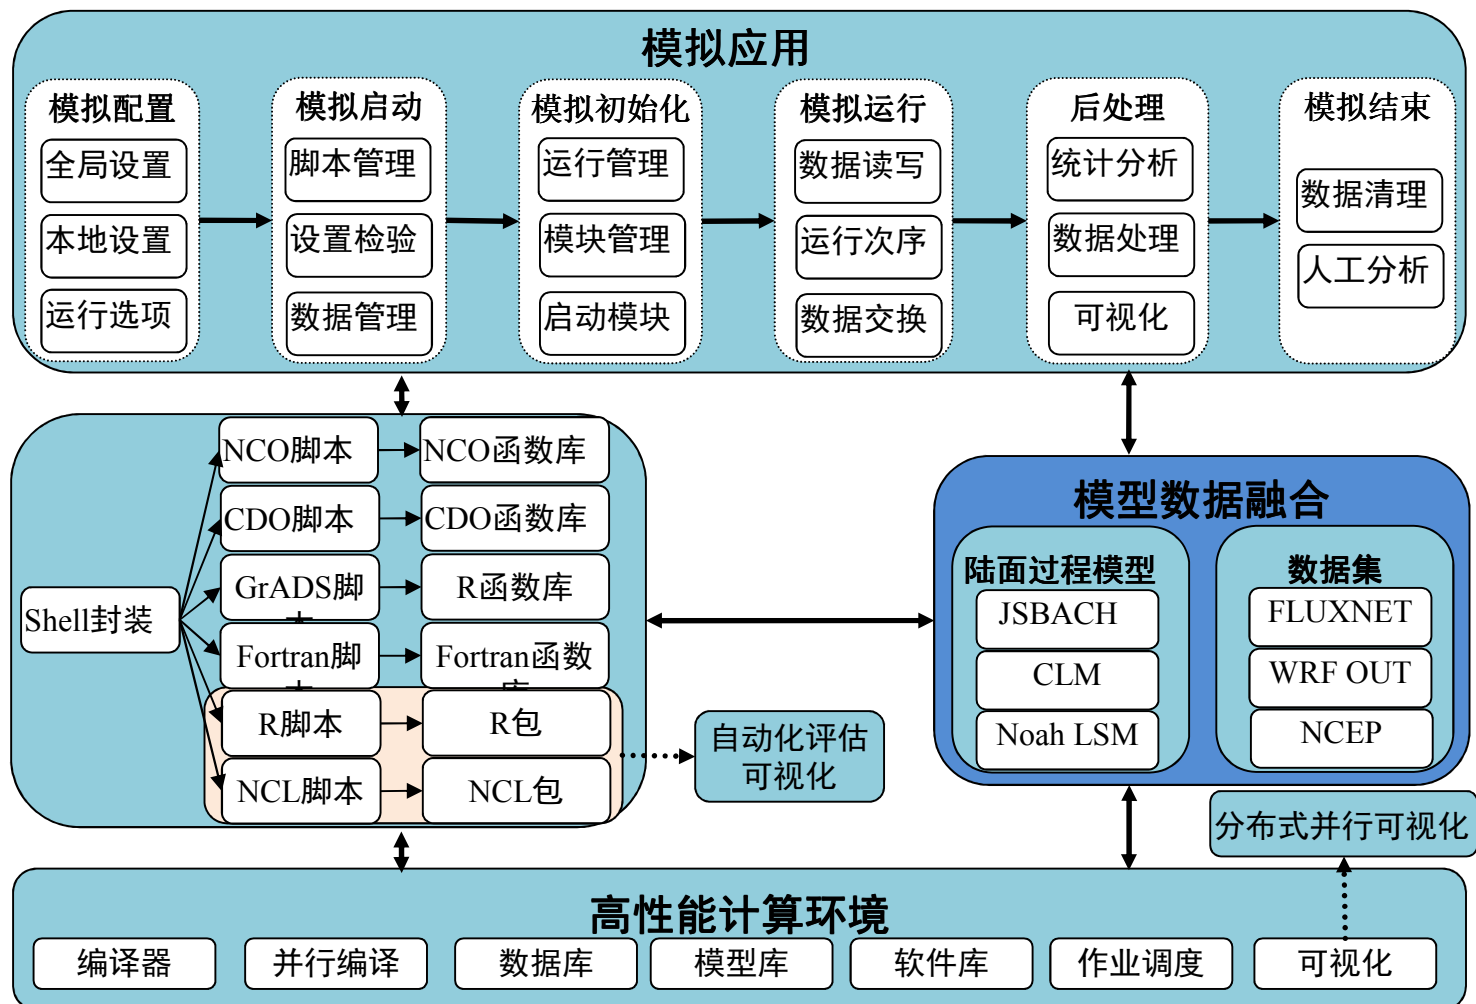 模拟应用
模拟配置
全局设置
本地设置
运行选项
模拟启动
脚本管理
设置检验
数据管理
模拟初始化
运行管理
模块管理
启动模块
模拟运行
数据读写
运行次序
数据交换
后处理
统计分析
数据处理
可视化
模拟结束
数据清理
人工分析
Shell封装
NCO脚本
NCO函数库
CDO脚本
CDO函数库
GrADS脚
本
R函数库
Fortran脚
本
Fortran函数
库
R脚本
R包
NCL脚本
NCL包
自动化评估
可视化
模型数据融合
陆面过程模型
JSBACH
CLM
Noah LSM
数据集
FLUXNET
WRF OUT
NCEP
分布式并行可视化
高性能计算环境
编译器
并行编译
数据库
模型库
软件库
作业调度
可视化